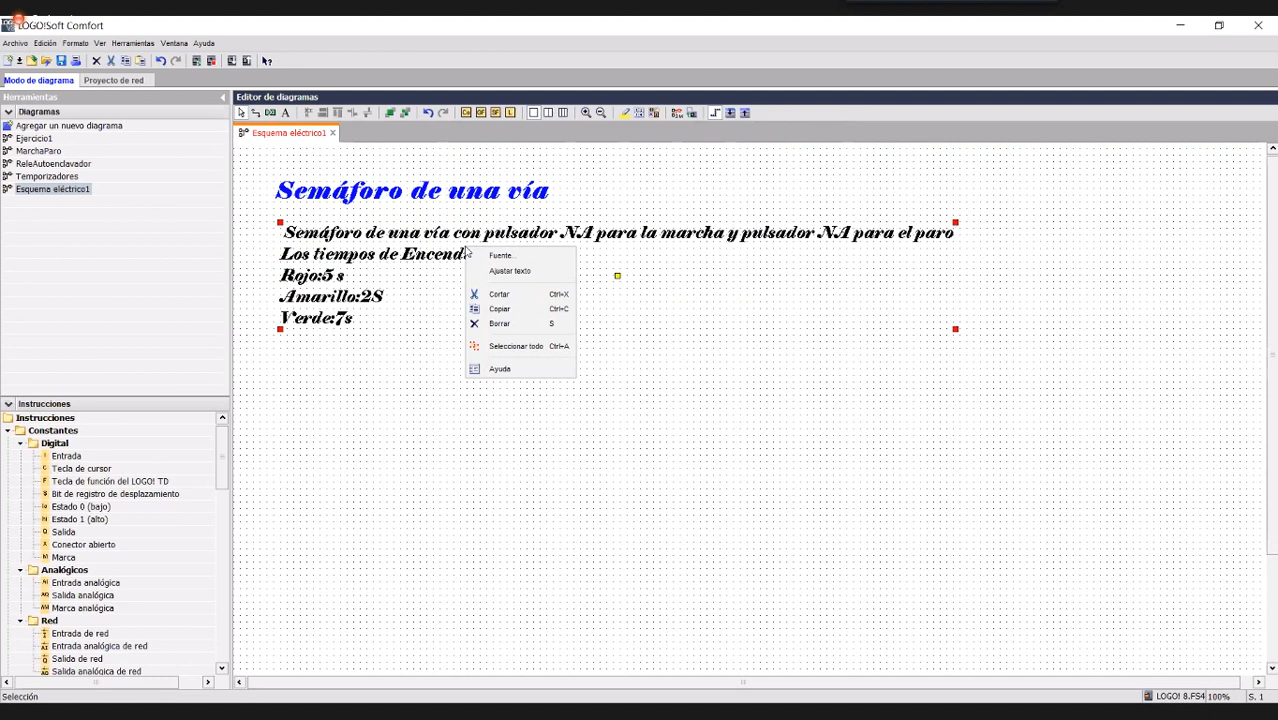 LOGO!Soft Comfort
Archivo Edición Formato Ver Herramientas Ventana Ayuda
Modo de diagrama Proyecto de red
Herramientas
Diagramas
Agregar un nuevo diagrama
Ejercicio1
MarchaParo
ReleAutoenclavador
Temporizadores
Esquema eléctrico1
Instrucciones
Instrucciones
Constantes
Digital
Entrada
Tecla de cursor
Tecla de función del LOGO! TD
Bit de registro de desplazamiento
Estado 0 (bajo)
Estado 1 (alto)
Salida
Conector abierto
Marca
Analógicos
Entrada analógica
Salida analógica
Marca analógica
Red
Entrada de red
Entrada analógica de red
Salida de red
Salida analógica de red
Editor de diagramas
Esquema eléctrico1
Semáforo de una vía
Semáforo de una vía con pulsador NA para la marcha y pulsador NA para el paro
Los tiempos de Encend
Rojo:5 s
Amarillo:2S
Verde:7s
Fuente...
Ajustar texto
Cortar Ctrl+X
Copiar Ctrl+C
Borrar S
Seleccionar todo Ctrl+A
Ayuda
Selección
LOGO! 8.FS4 100% S. 1